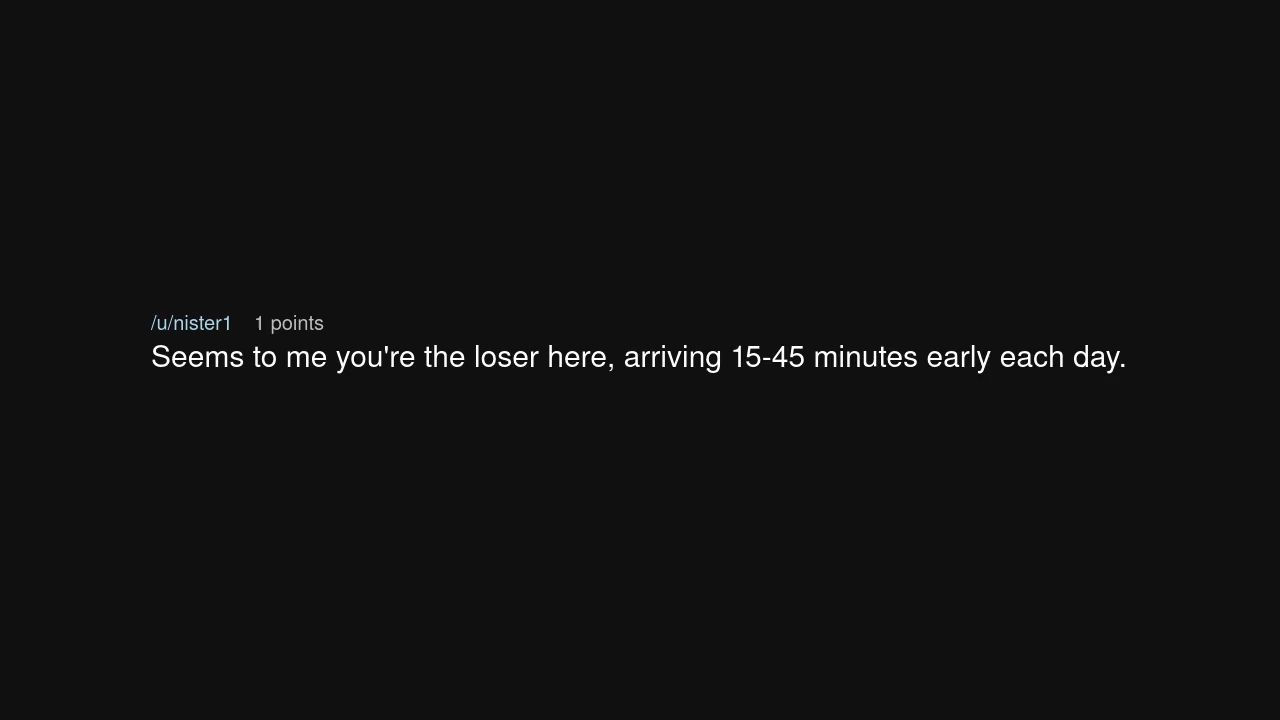 /u/nister1 1 points
Seems to me you're the loser here, arriving 15-45 minutes early each day.